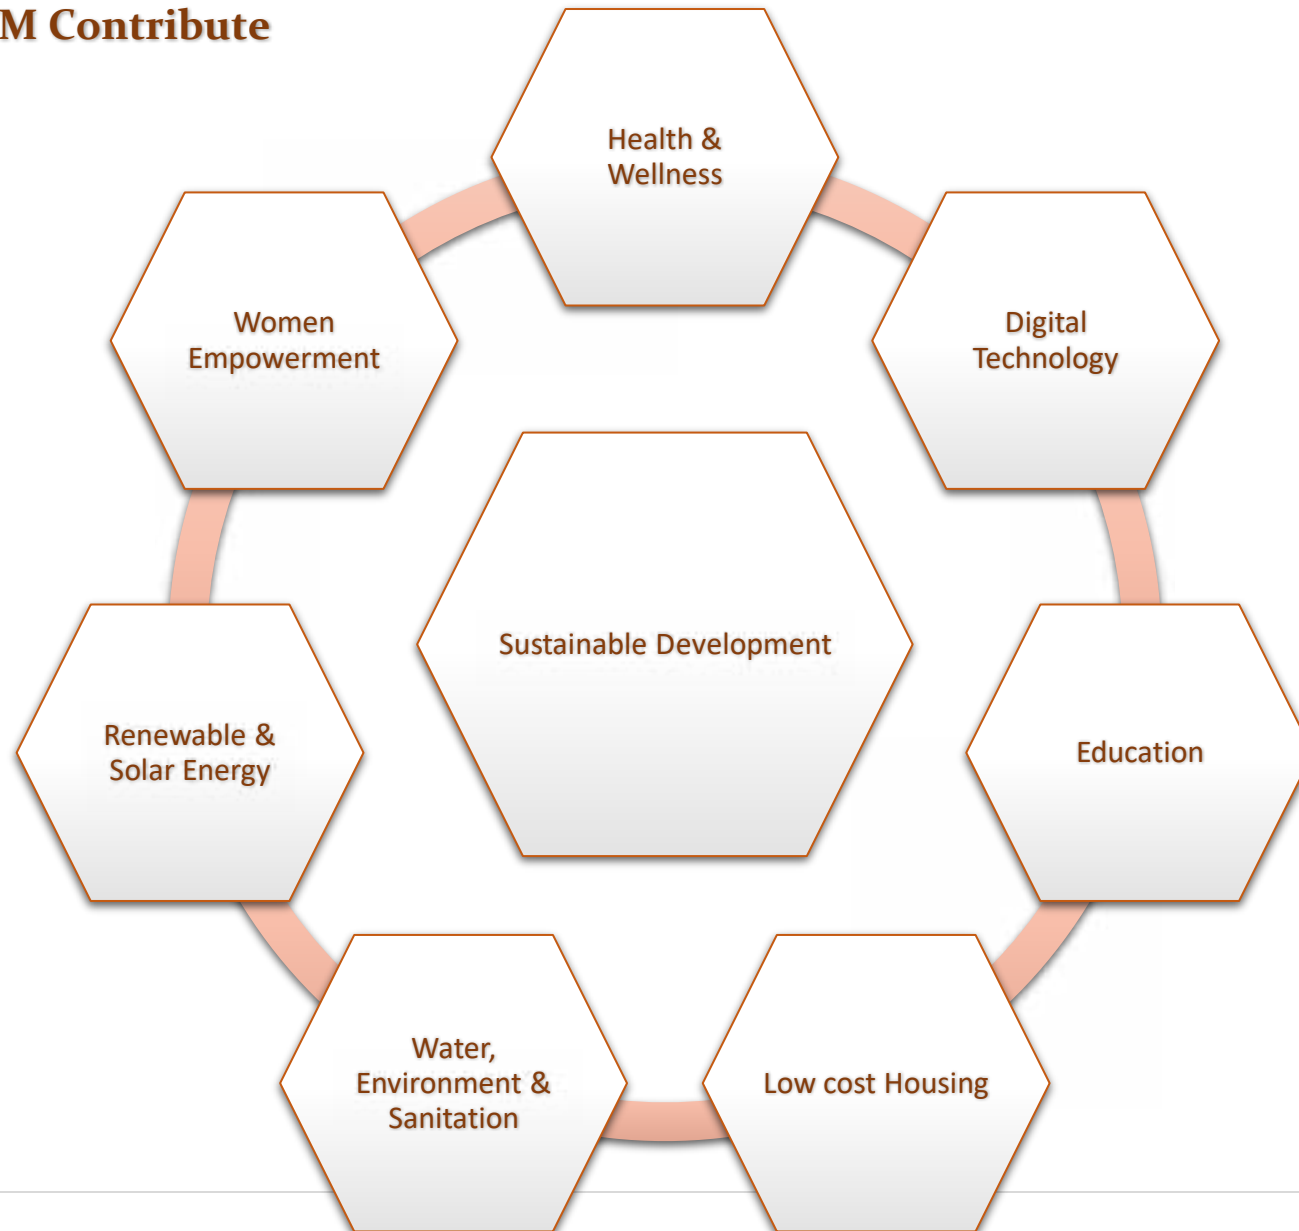 M Contribute
Health &
Wellness
Digital
Technology
Education
Low cost Housing
Water,
Environment &
Sanitation
Renewable &
Solar Energy
Women
Empowerment
Sustainable Development